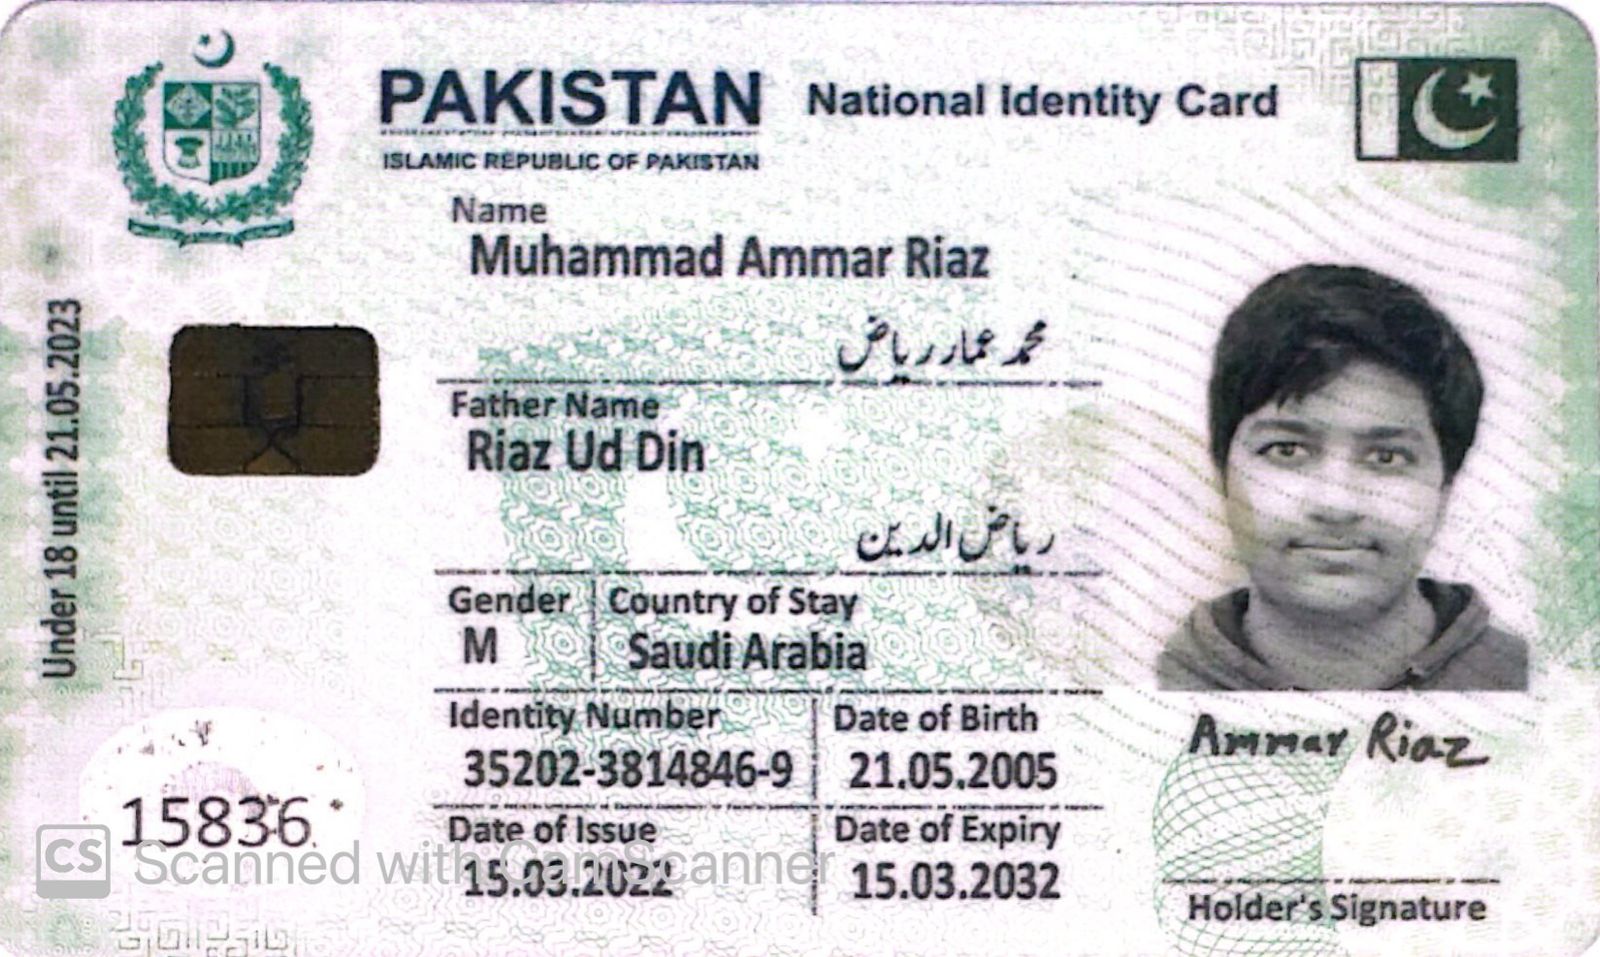 PAKISTAN National Identity Card
ISLAMIC REPUBLIC OF PAKISTAN
Name
Muhammad Ammar Riaz
محمد عمار ریاض
Father Name
Riaz Ud Din
ریاض الدین
Gender Country of Stay
M Saudi Arabia
Identity Number Date of Birth
35202-3814846-9 21.05.2005
Date of Issue Date of Expiry
15.03.2022 15.03.2032
Under 18 until 21.05.2023
15836
Ammar Riaz
Holder's Signature
CS Scanned with CamScanner